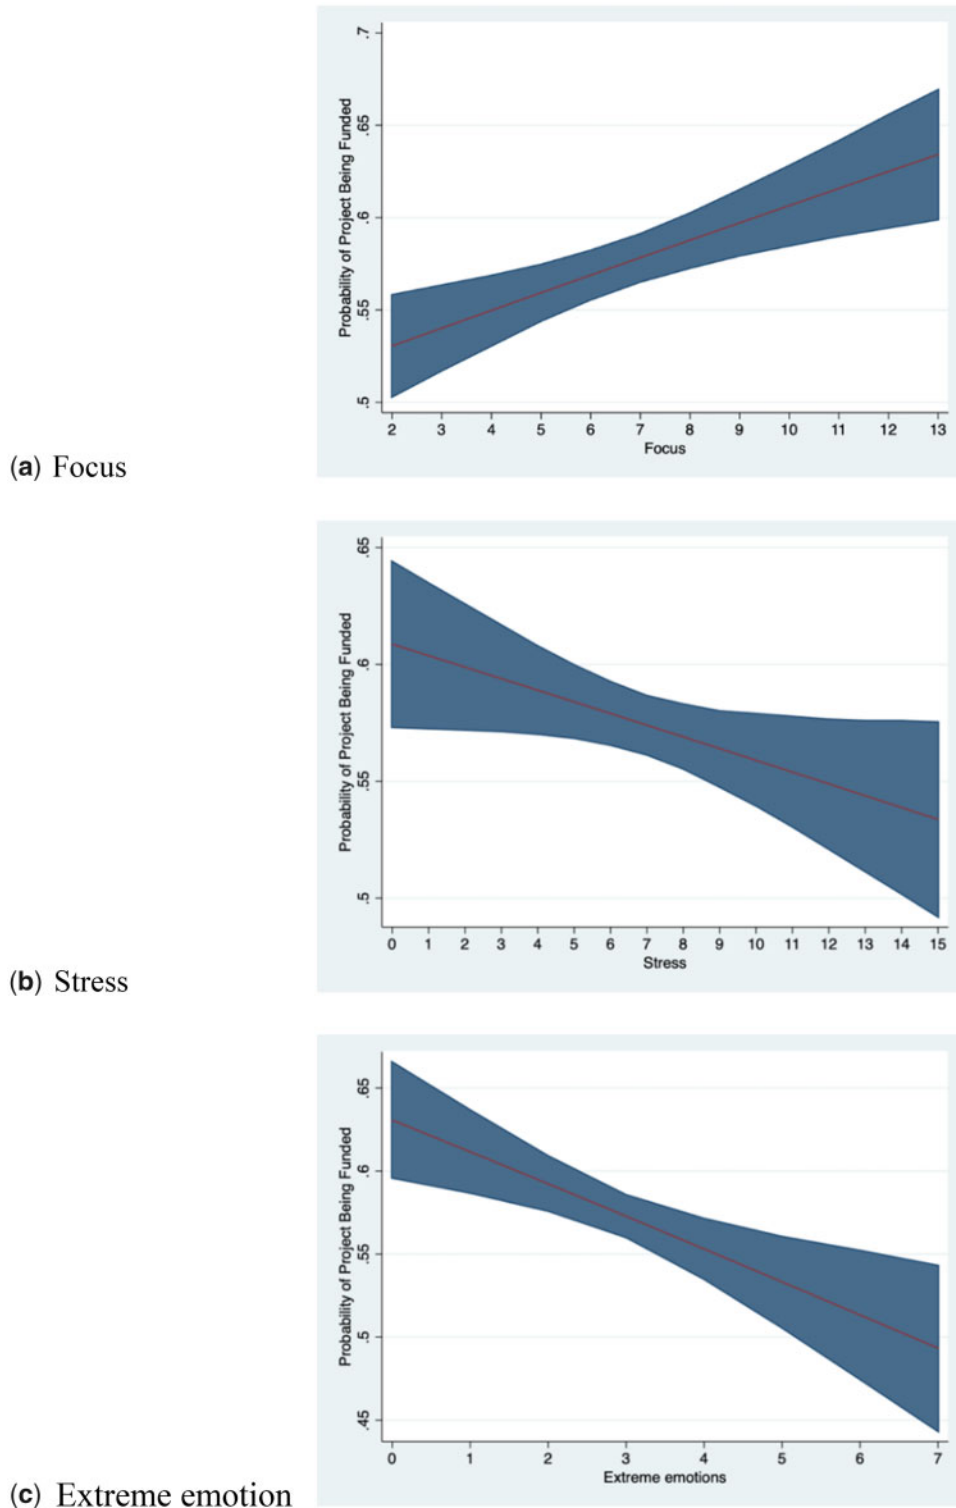 Probability of Project Being Funded
.7
.65
.6
.55
.5
2 3 4 5 6 7 8 9 10 11 12 13
Focus
(a) Focus
Probability of Project Being Funded
.65
.6
.55
.5
0 1 2 3 4 5 6 7 8 9 10 11 12 13 14 15
Stress
(b) Stress
Probability of Project Being Funded
.65
.6
.55
.5
.45
0 1 2 3 4 5 6 7
Extreme emotions
(c) Extreme emotion